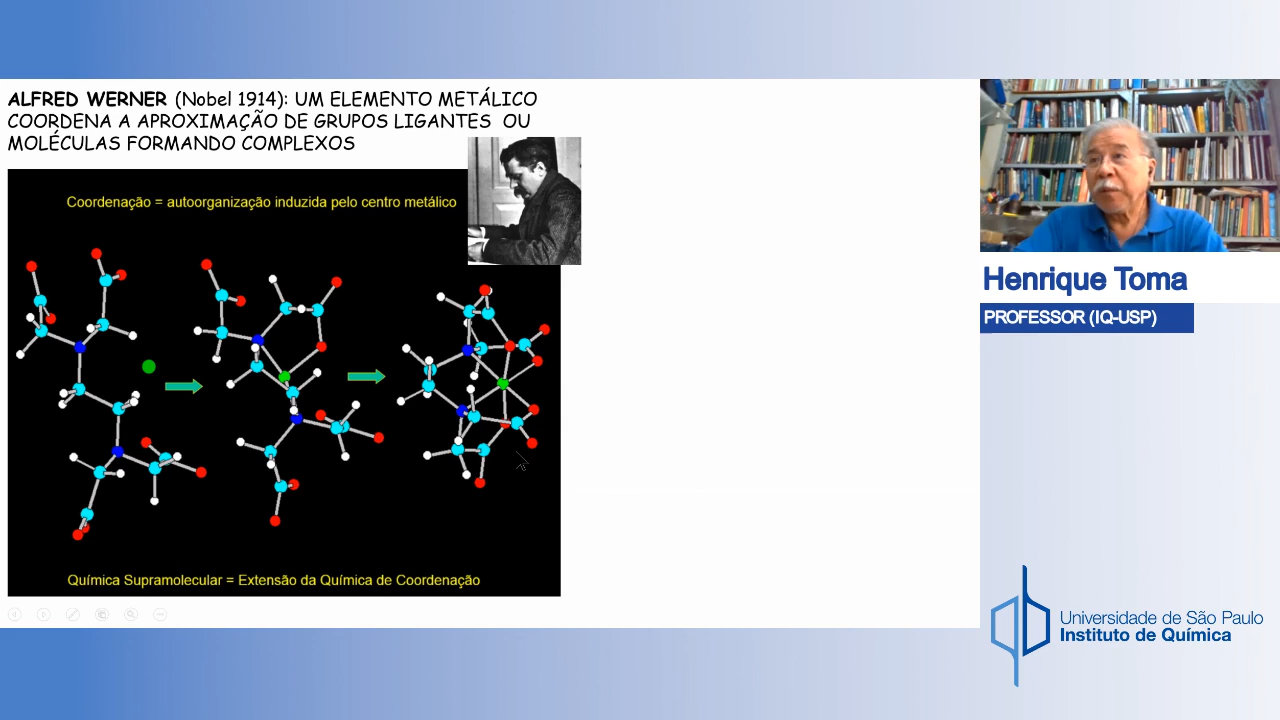 ALFRED WERNER (Nobel 1914): UM ELEMENTO METÁLICO
COORDENA A APROXIMAÇÃO DE GRUPOS LIGANTES OU
MOLÉCULAS FORMANDO COMPLEXOS
Coordenação = autoorganização induzida pelo centro metálico
Química Supramolecular = Extensão da Química de Coordenação
Henrique Toma
PROFESSOR (IQ-USP)
Universidade de São Paulo
Instituto de Química